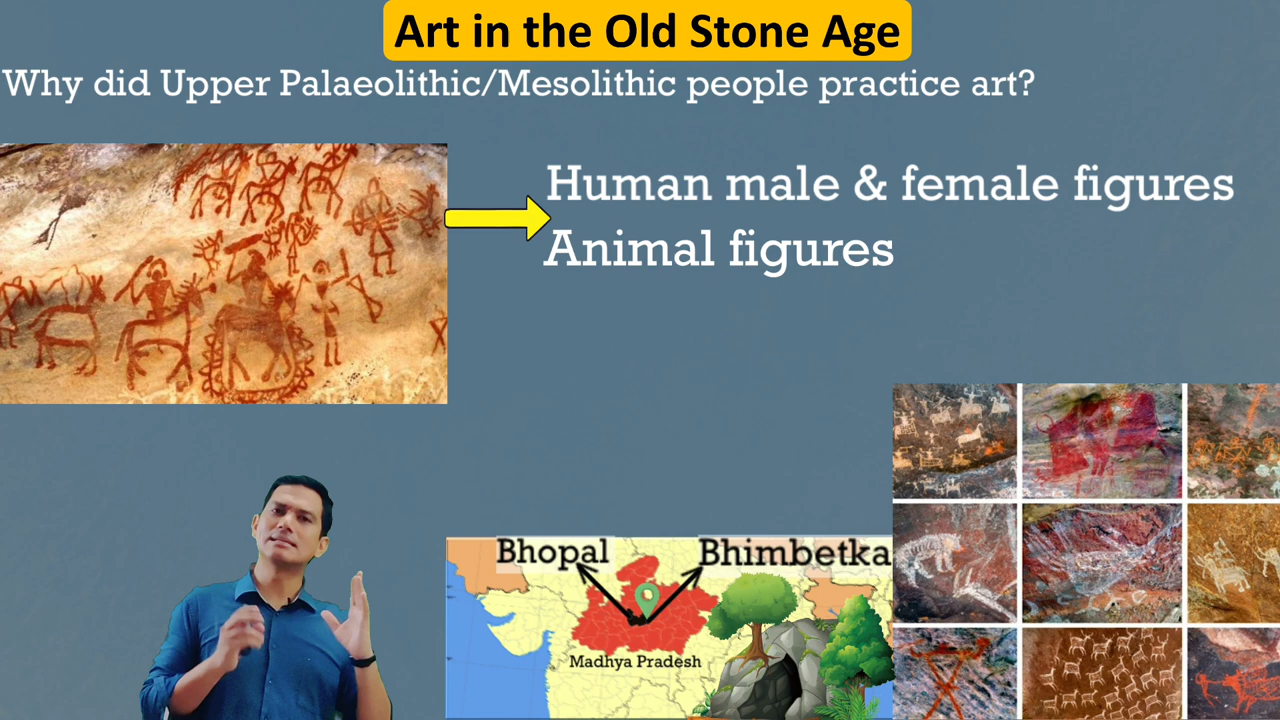 Art in the Old Stone Age
Why did Upper Palaeolithic/Mesolithic people practice art?
Human male & female figures
Animal figures
Bhopal
Bhimbetka
Madhya Pradesh